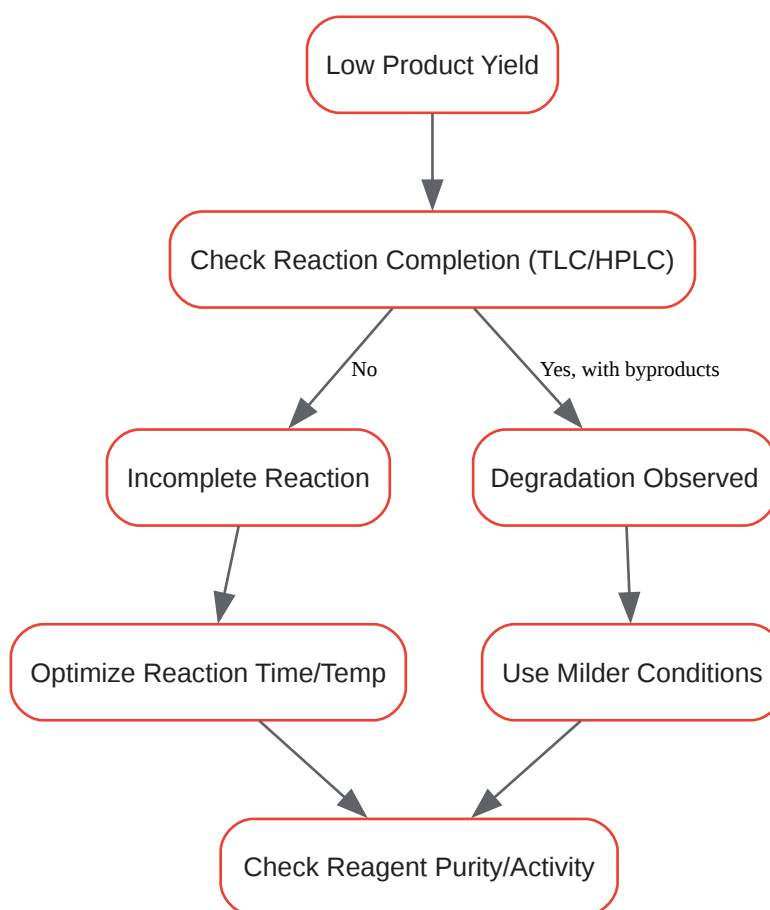 Low Product Yield
Check Reaction Completion (TLC/HPLC)
No
Yes, with byproducts
Incomplete Reaction
Degradation Observed
Optimize Reaction Time/Temp
Use Milder Conditions
Check Reagent Purity/Activity